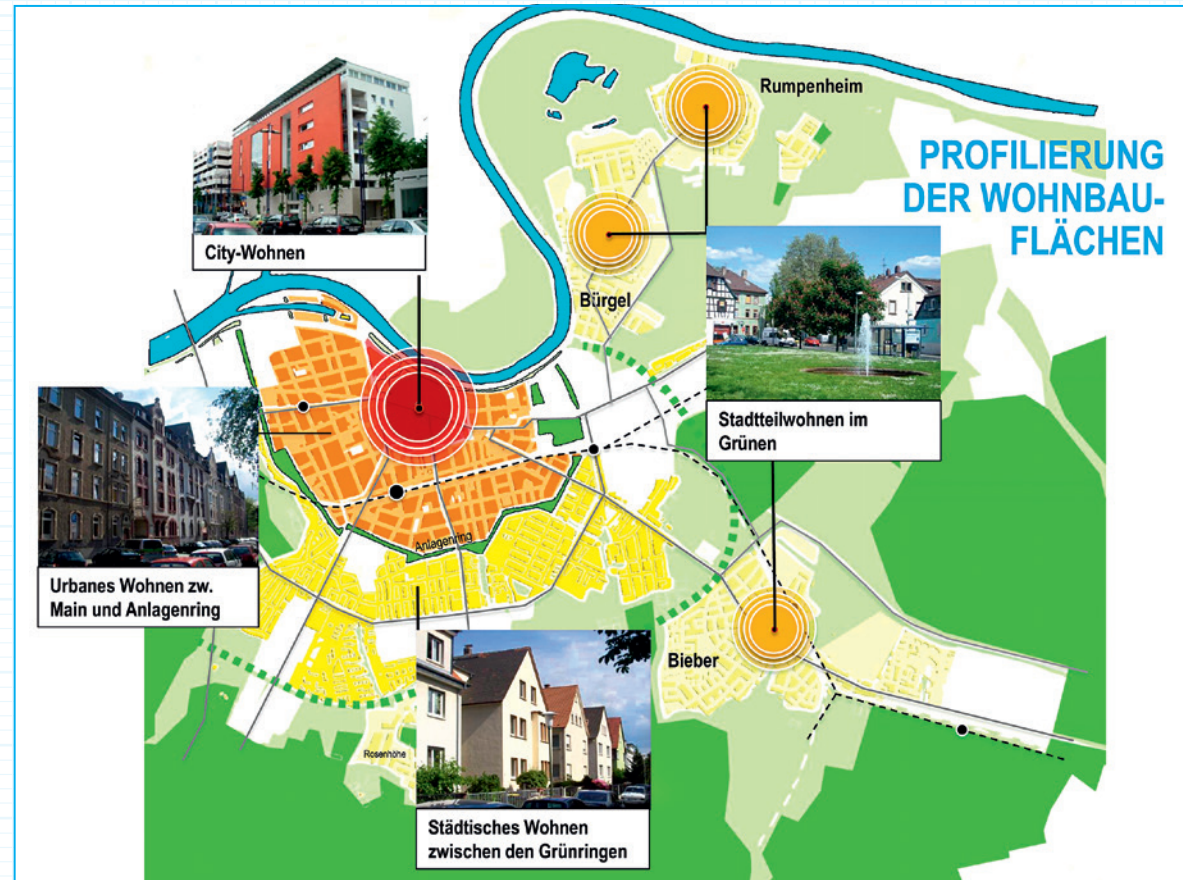 Rumpenheim
PROFILIERUNG
DER WOHNBAU-
FLÄCHEN
City-Wohnen
Bürgel
Stadtteilwohnen im
Grünen
Anlagenring
Urbanes Wohnen zw.
Main und Anlagenring
Bieber
Rosenhöhe
Städtisches Wohnen
zwischen den Grünringen